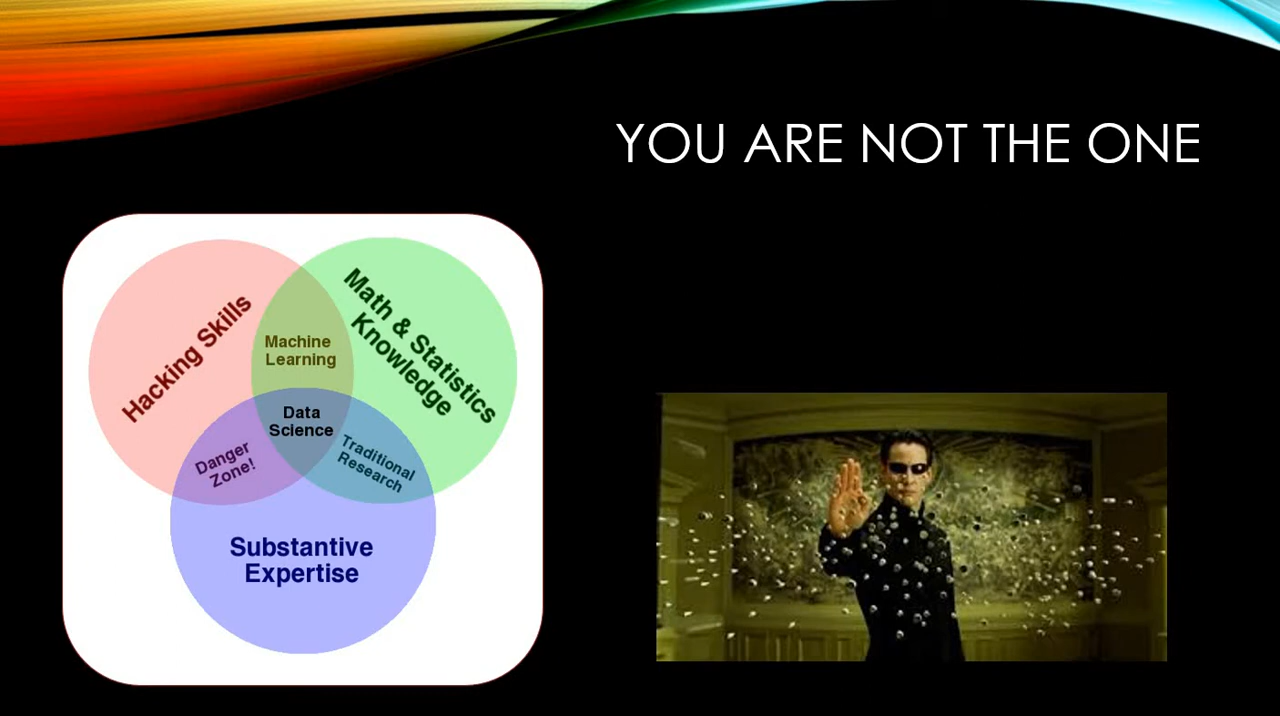 YOU ARE NOT THE ONE
Hacking Skills
Math & Statistics
Knowledge
Machine
Learning
Data
Science
Danger
Zone!
Traditional
Research
Substantive
Expertise